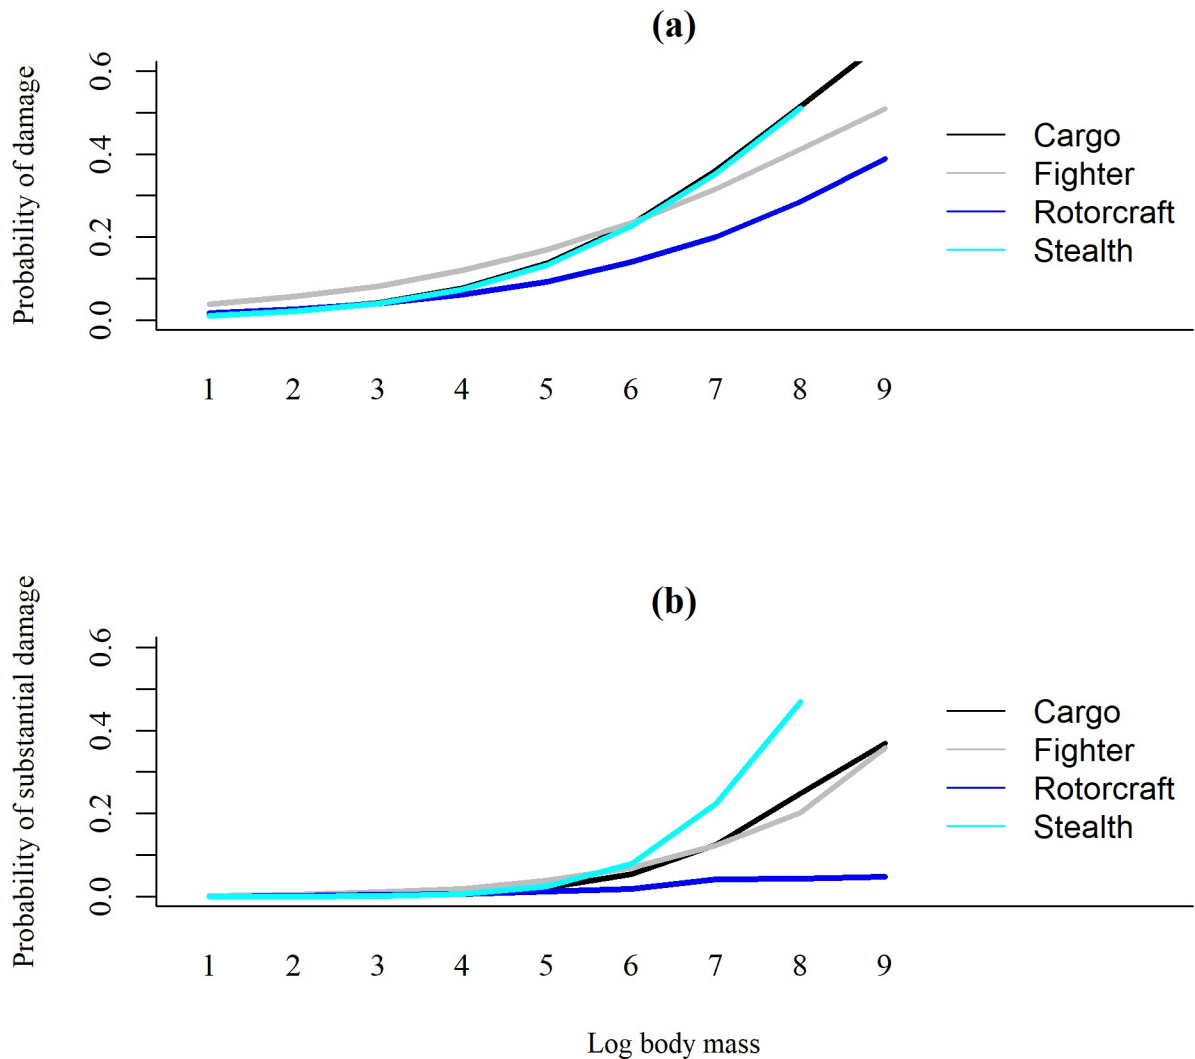 (a)
Probability of damage
0.6
0.4
0.2
0.0
1 2 3 4 5 6 7 8 9
Cargo
Fighter
Rotorcraft
Stealth
(b)
Probability of substantial damage
0.6
0.4
0.2
0.0
1 2 3 4 5 6 7 8 9
Cargo
Fighter
Rotorcraft
Stealth
Log body mass